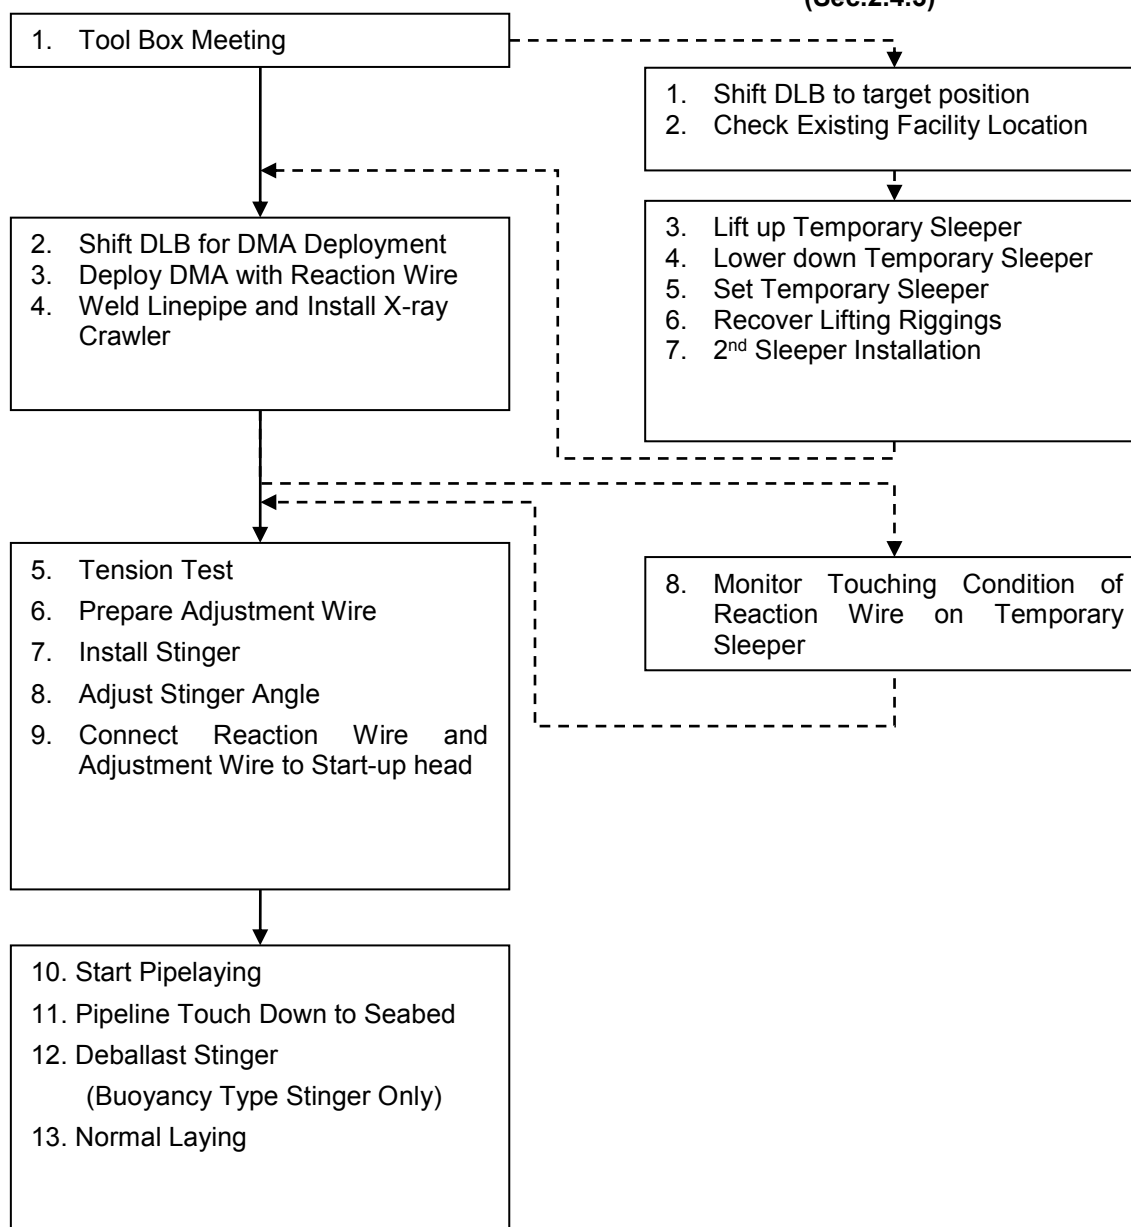 (Sec.2.4.3)
1. Tool Box Meeting
1. Shift DLB to target position
2. Check Existing Facility Location
2. Shift DLB for DMA Deployment
3. Deploy DMA with Reaction Wire
4. Weld Linepipe and Install X-ray
Crawler
3. Lift up Temporary Sleeper
4. Lower down Temporary Sleeper
5. Set Temporary Sleeper
6. Recover Lifting Riggings
7. 2nd Sleeper Installation
5. Tension Test
6. Prepare Adjustment Wire
7. Install Stinger
8. Adjust Stinger Angle
9. Connect Reaction Wire and
Adjustment Wire to Start-up head
8. Monitor Touching Condition of
Reaction Wire on Temporary
Sleeper
10. Start Pipelaying
11. Pipeline Touch Down to Seabed
12. Deballast Stinger
(Buoyancy Type Stinger Only)
13. Normal Laying